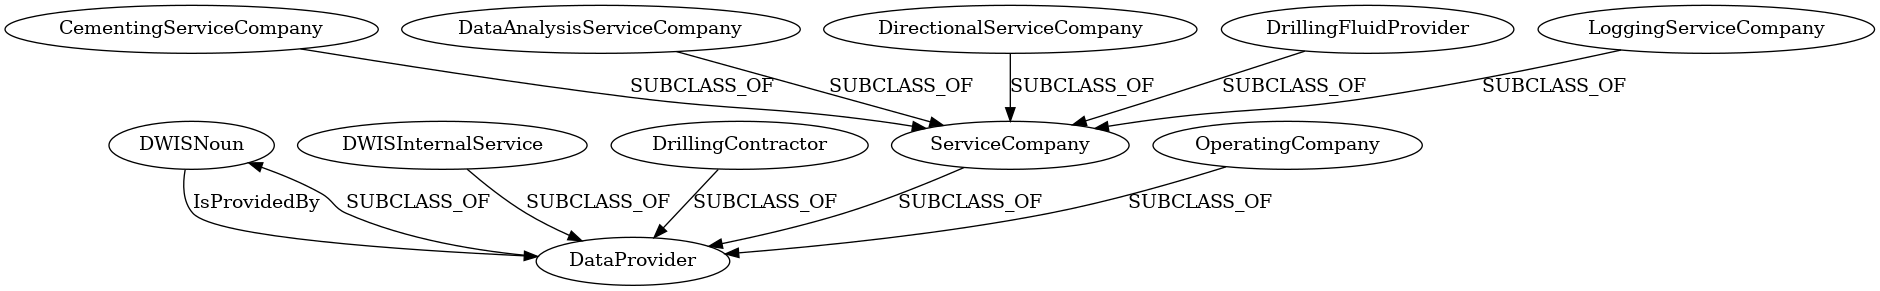 CementingServiceCompany
DataAnalysisServiceCompany
DirectionalServiceCompany
DrillingFluidProvider
LoggingServiceCompany
SUBCLASS_OF
SUBCLASS_OF
SUBCLASS_OF
SUBCLASS_OF
SUBCLASS_OF
DWISNoun
DWISInternalService
DrillingContractor
ServiceCompany
OperatingCompany
IsProvidedBy
SUBCLASS_OF
SUBCLASS_OF
SUBCLASS_OF
SUBCLASS_OF
SUBCLASS_OF
DataProvider